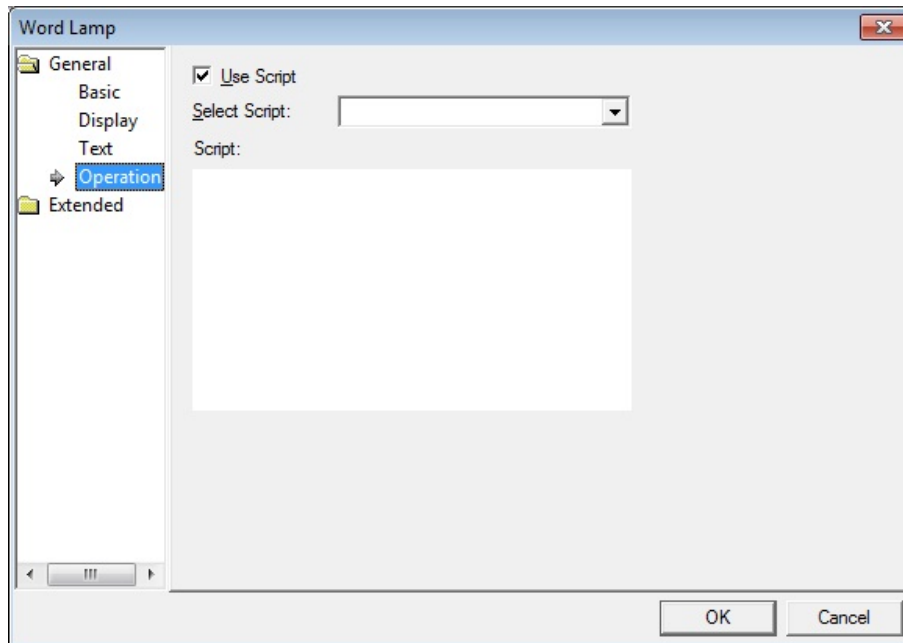 Word Lamp
General
Basic
Display
Text
Operation
Extended
Use Script
Select Script:
Script:
OK
Cancel